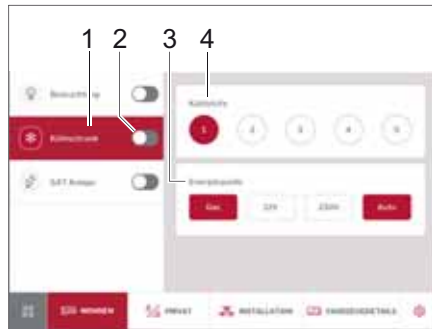 1 2 3 4
Beleuchtung
Kühlstufe
1 2 3 4 5
Kühlschrank
SAT Anlage
Energiequelle
Gas 12V 230V Auto
WOHNEN PRIVAT INSTALLATION FAHRZEUGDETAILS